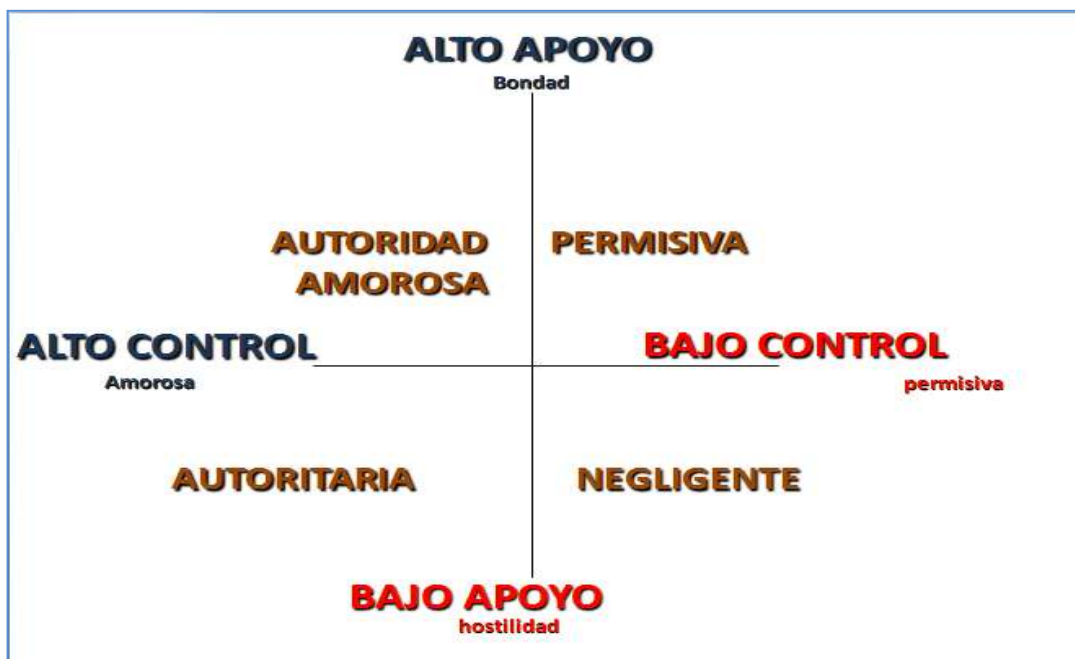 ALTO APOYO
Bondad
AUTORIDAD
AMOROSA
PERMISIVA
ALTO CONTROL
Amorosa
BAJO CONTROL
permisiva
AUTORITARIA
NEGLIGENTE
BAJO APOYO
hostilidad